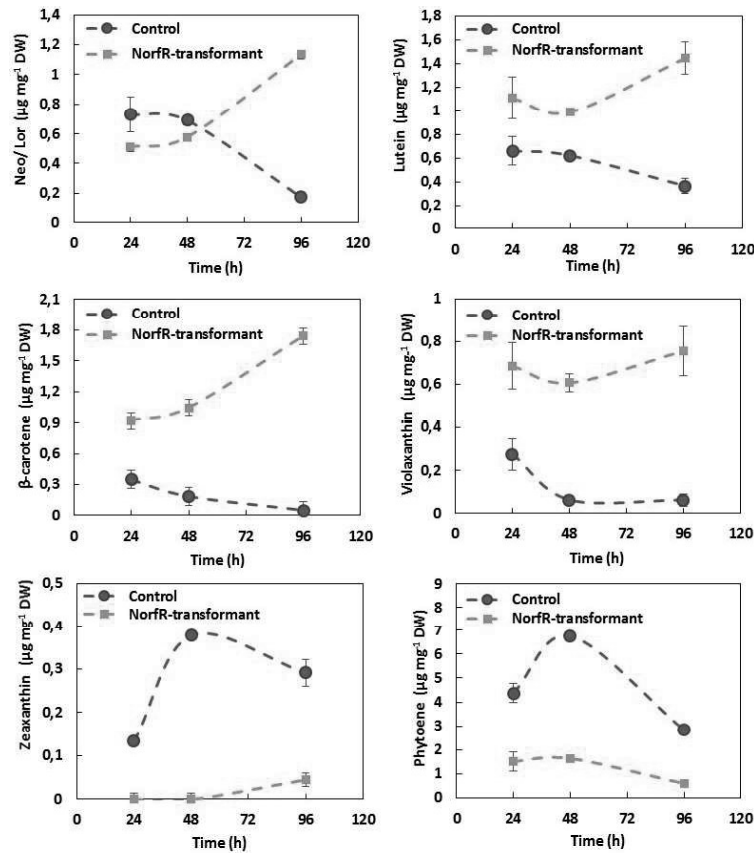 Neo/ Lor (µg mg-1 DW)
1,4
1,2
1
0,8
0,6
0,4
0,2
0
Control
NorfR-transformant
0 24 48 72 96 120
Time (h)
Lutein (µg mg-1 DW)
1,8
1,6
1,4
1,2
1
0,8
0,6
0,4
0,2
0
Control
NorfR-transformant
0 24 48 72 96 120
Time (h)
β-carotene (µg mg-1 DW)
2,1
1,8
1,5
1,2
0,9
0,6
0,3
0
Control
NorfR-transformant
0 24 48 72 96 120
Time (h)
Violaxanthin (µg mg-1 DW)
1
0,8
0,6
0,4
0,2
0
Control
NorfR-transformant
0 24 48 72 96 120
Time (h)
Zeaxanthin (µg mg-1 DW)
0,5
0,4
0,3
0,2
0,1
0
Control
NorfR-transformant
0 24 48 72 96 120
Time (h)
Phytoene (µg mg-1 DW)
9
8
7
6
5
4
3
2
1
0
Control
NorfR-transformant
0 24 48 72 96 120
Time (h)